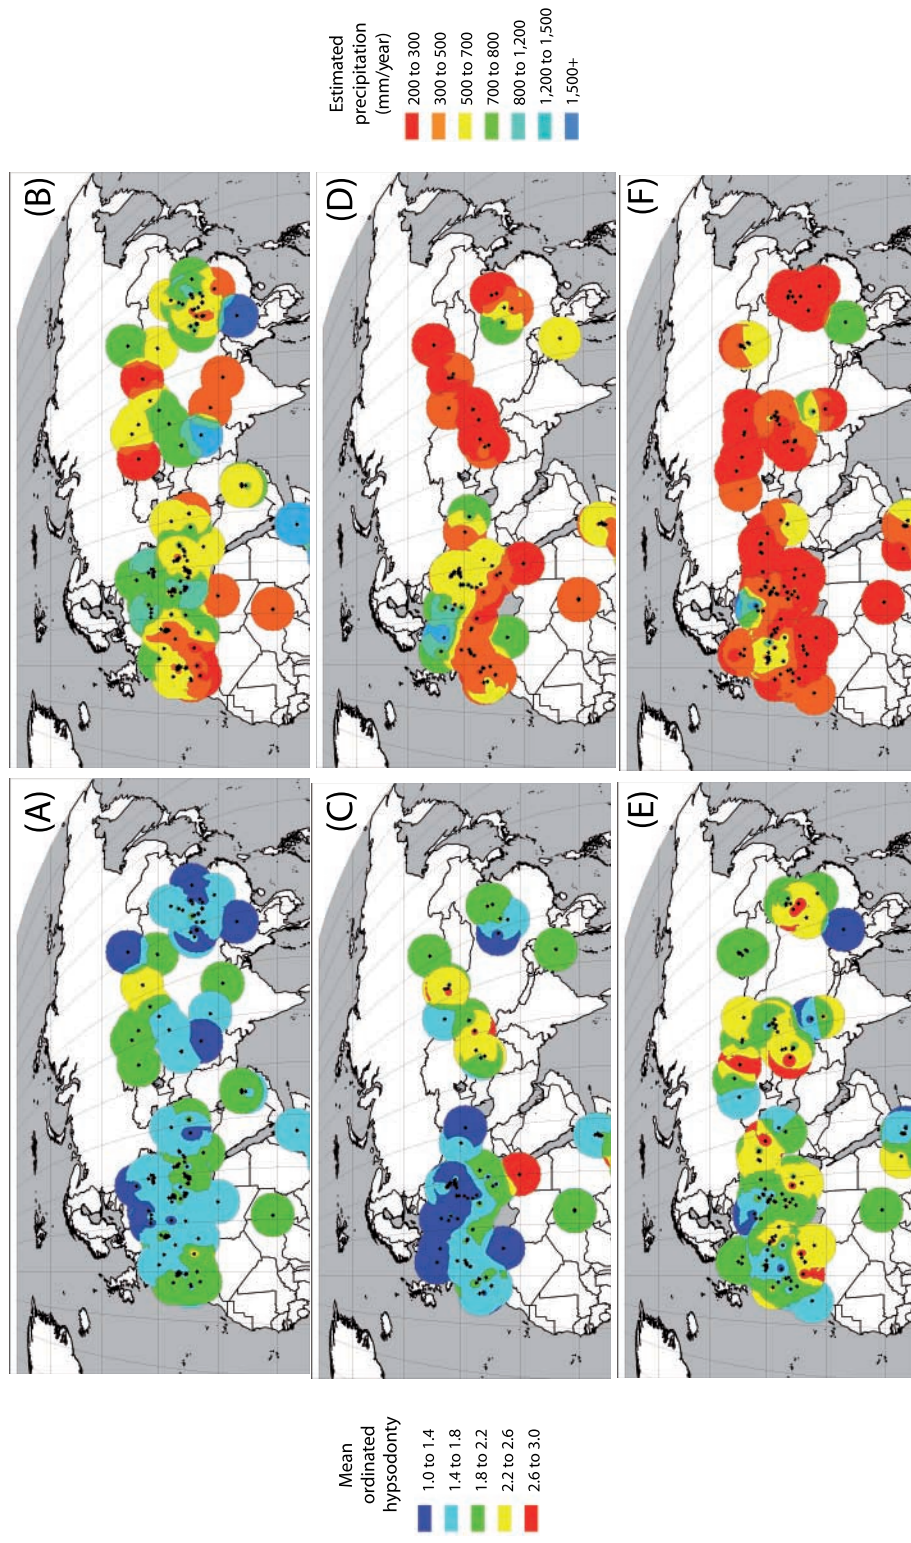 Estimated
precipitation
(mm/year)
200 to 300
300 to 500
500 to 700
700 to 800
800 to 1,200
1,200 to 1,500
1,500+
(B)
(D)
(F)
(A)
(C)
(E)
Mean
ordinated
hypsodonty
1.0 to 1.4
1.4 to 1.8
1.8 to 2.2
2.2 to 2.6
2.6 to 3.0